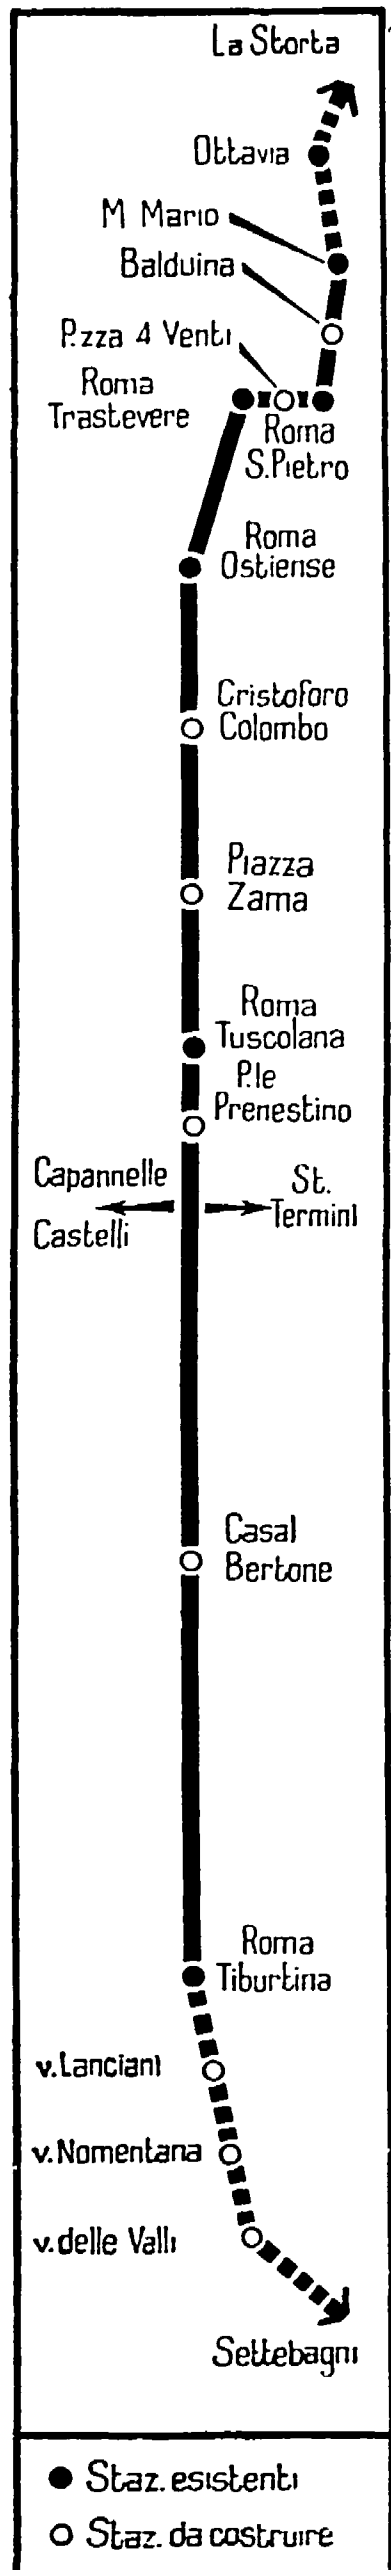 La Storta
Ottavia
M Mario
Balduina
P.zza 4 Venti
Roma
Trastevere
Roma
S.Pietro
Roma
Ostiense
Cristoforo
Colombo
Piazza
Zama
Roma
Tuscolana
P.le
Prenestino
Capannelle
Castelli
St.
Termini
Casal
Bertone
Roma
Tiburtina
v.Lanciani
v.Nomentana
v.delle Valli
Settebagni
Staz. esistenti
Staz. da costruire